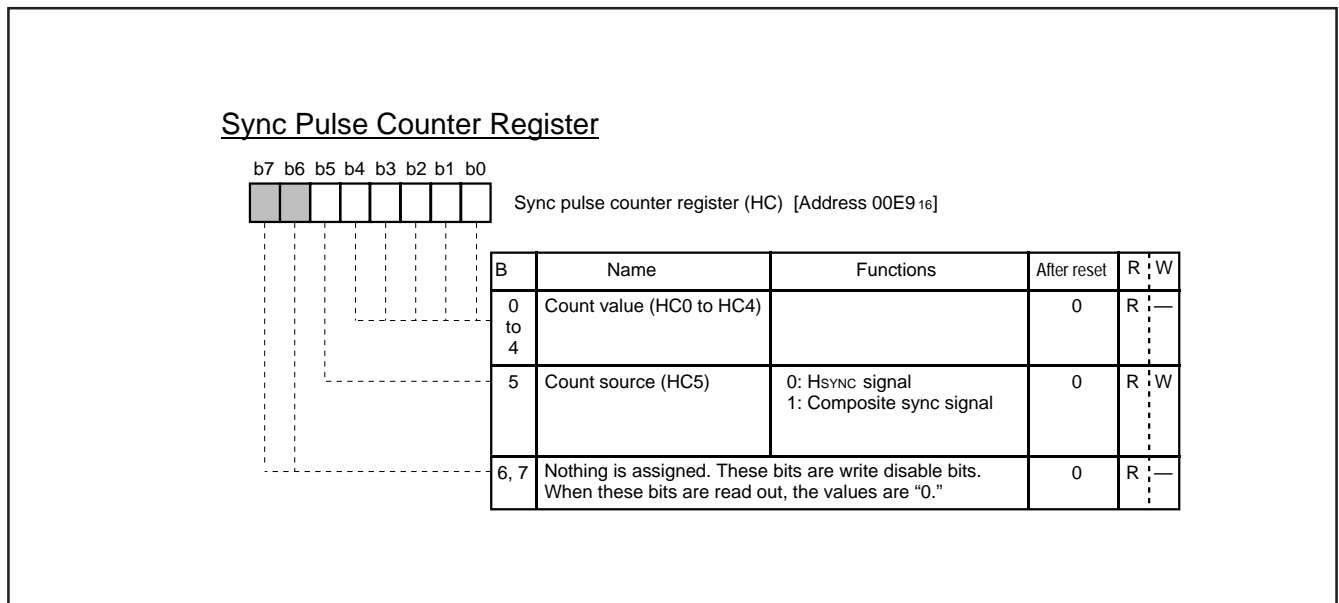 Sync Pulse Counter Register
b7 b6 b5 b4 b3 b2 b1 b0
Sync pulse counter register (HC) [Address 00E9 16]
B Name Functions After reset R W
0 to 4 Count value (HC0 to HC4) 0 R —
5 Count source (HC5) 0: HSYNC signal 0 R W
1: Composite sync signal
6, 7 Nothing is assigned. These bits are write disable bits. 0 R —
When these bits are read out, the values are “0.”